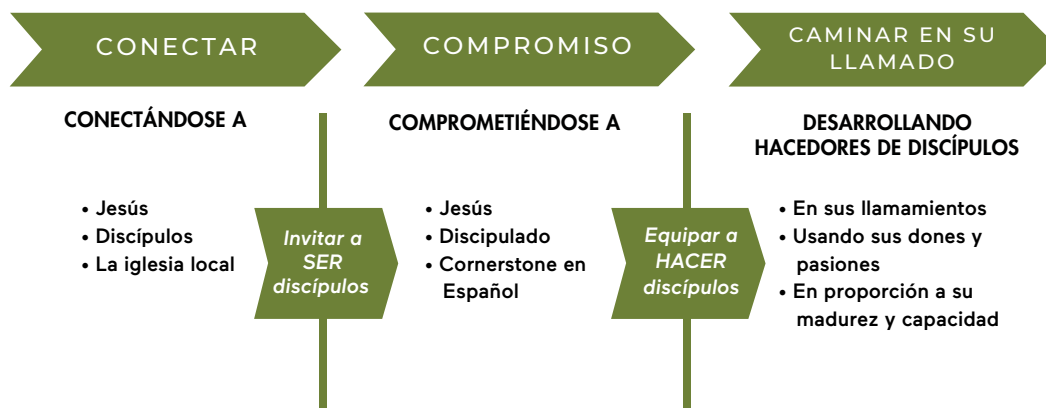 CONECTAR
COMPROMISO
CAMINAR EN SU
LLAMADO
CONECTÁNDOSE A
• Jesús
• Discípulos
• La iglesia local
Invitar a
SER
discípulos
COMPROMETIÉNDOSE A
• Jesús
• Discipulado
• Cornerstone en
Español
Equipar a
HACER
discípulos
DESARROLLANDO
HACEDORES DE DISCÍPULOS
• En sus llamamientos
• Usando sus dones y
pasiones
• En proporción a su
madurez y capacidad